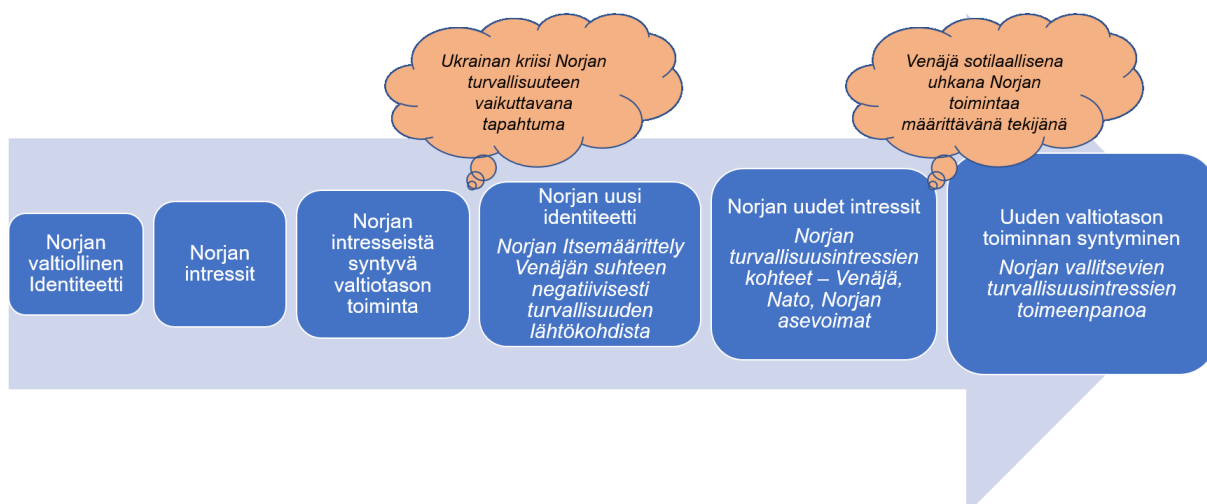 Ukrainan kriisi Norjan
turvallisuuteen
vaikuttavana
tapahtuma
Venäjä sotilaallisena
uhkana Norjan
toimintaa
määrittävänä tekijänä
Norjan
valtiollinen
Identiteetti
Norjan
intressit
Norjan
intresseistä
syntyvä
valtiotason
toiminta
Norjan uusi
identiteetti
Norjan Itsemäärittely
Venäjän suhteen
negatiivisesti
turvallisuuden
lähtökohdista
Norjan uudet intressit
Norjan
turvallisuusintressien
kohteet – Venäjä,
Nato, Norjan
asevoimat
Uuden valtiotason
toiminnan syntyminen
Norjan vallitsevien
turvallisuusintressien
toimeenpanoa